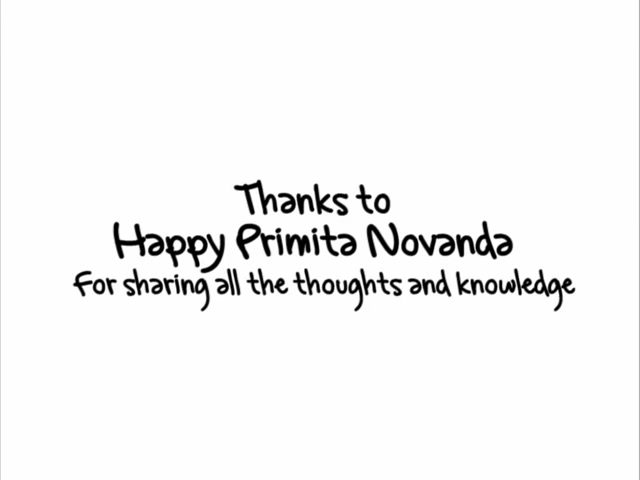 Thanks to
Happy Primita Novanda
For sharing all the thoughts and knowledge